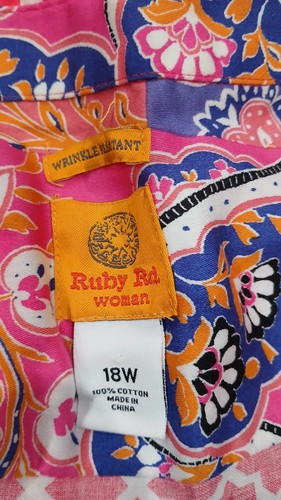 WRINKLE RESISTANT
Ruby Rd.
woman
18W
100% COTTON
MADE IN
CHINA